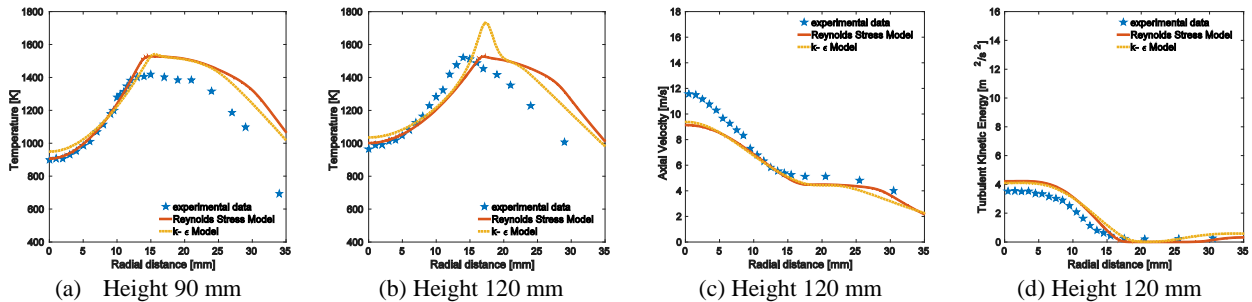 1800
1600
1400
1200
1000
800
600
400
Temperature [K]
experimental data
Reynolds Stress Model
k- ϵ Model
0 5 10 15 20 25 30 35
Radial distance [mm]
(a) Height 90 mm
1800
1600
1400
1200
1000
800
600
400
Temperature [K]
experimental data
Reynolds Stress Model
k- ϵ Model
0 5 10 15 20 25 30 35
Radial distance [mm]
(b) Height 120 mm
18
16
14
12
10
8
6
4
2
0
Axial Velocity [m/s]
experimental data
Reynolds Stress Model
k- ϵ Model
0 5 10 15 20 25 30 35
Radial distance [mm]
(c) Height 120 mm
16
14
12
10
8
6
4
2
0
Turbulent Kinetic Energy [m ²/s ²]
experimental data
Reynolds Stress Model
k- ϵ Model
0 5 10 15 20 25 30 35
Radial distance [mm]
(d) Height 120 mm